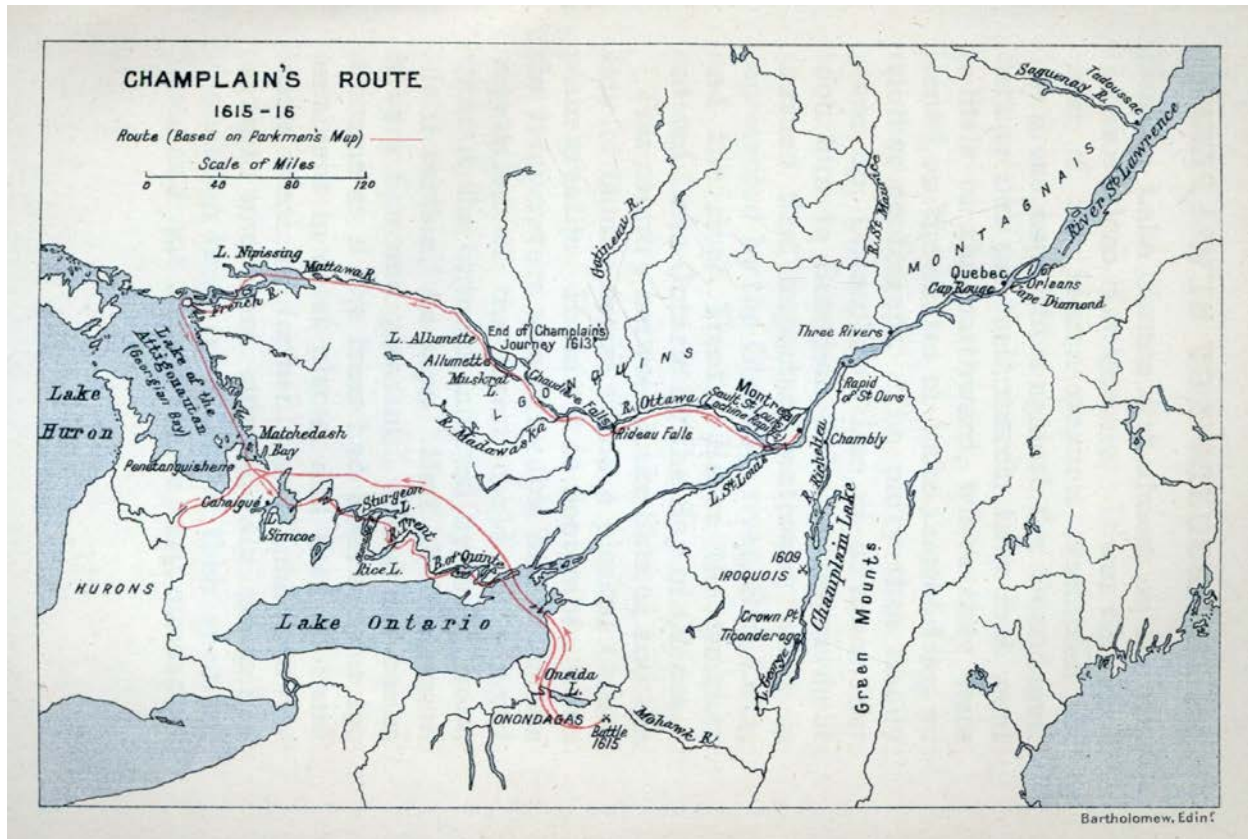 CHAMPLAIN'S ROUTE
1615-16
Route (Based on Parkman's Map)
Scale of Miles
0 40 80 120
Saguenay R.
Tadoussac
River St Lawrence
MONTAGNAIS
R. St Maurice
Gatineau R.
Quebec
Cap Rouge
I. of
Orleans
Cape Diamond
Three Rivers
L. Nipissing
Mattawa R.
French R.
End of Champlain's
Journey 1613
L. Allumette
Allumette
Muskrat
L.
ALGONQUINS
Chaudière Falls
R. Ottawa
Rideau Falls
R. Madawaska
Montreal
Sault St Louis
(Lachine Rapids)
Rapid
of St Ours
Chambly
R. Richelieu
L. St Louis
Lake
Huron
Lake of the
Attigouautan
(Georgian Bay)
Matchedash
Bay
Penetanguishene
Cahaigué
Simcoe
Sturgeon
L.
R. Trent
Rice L.
B. of Quinte
HURONS
Lake Ontario
1609
IROQUOIS
Champlain Lake
Green Mounts
Crown Pt
Ticonderoga
L. George
Oneida
L.
ONONDAGAS
Battle
1615
Mohawk R.
Bartholomew, Edinr